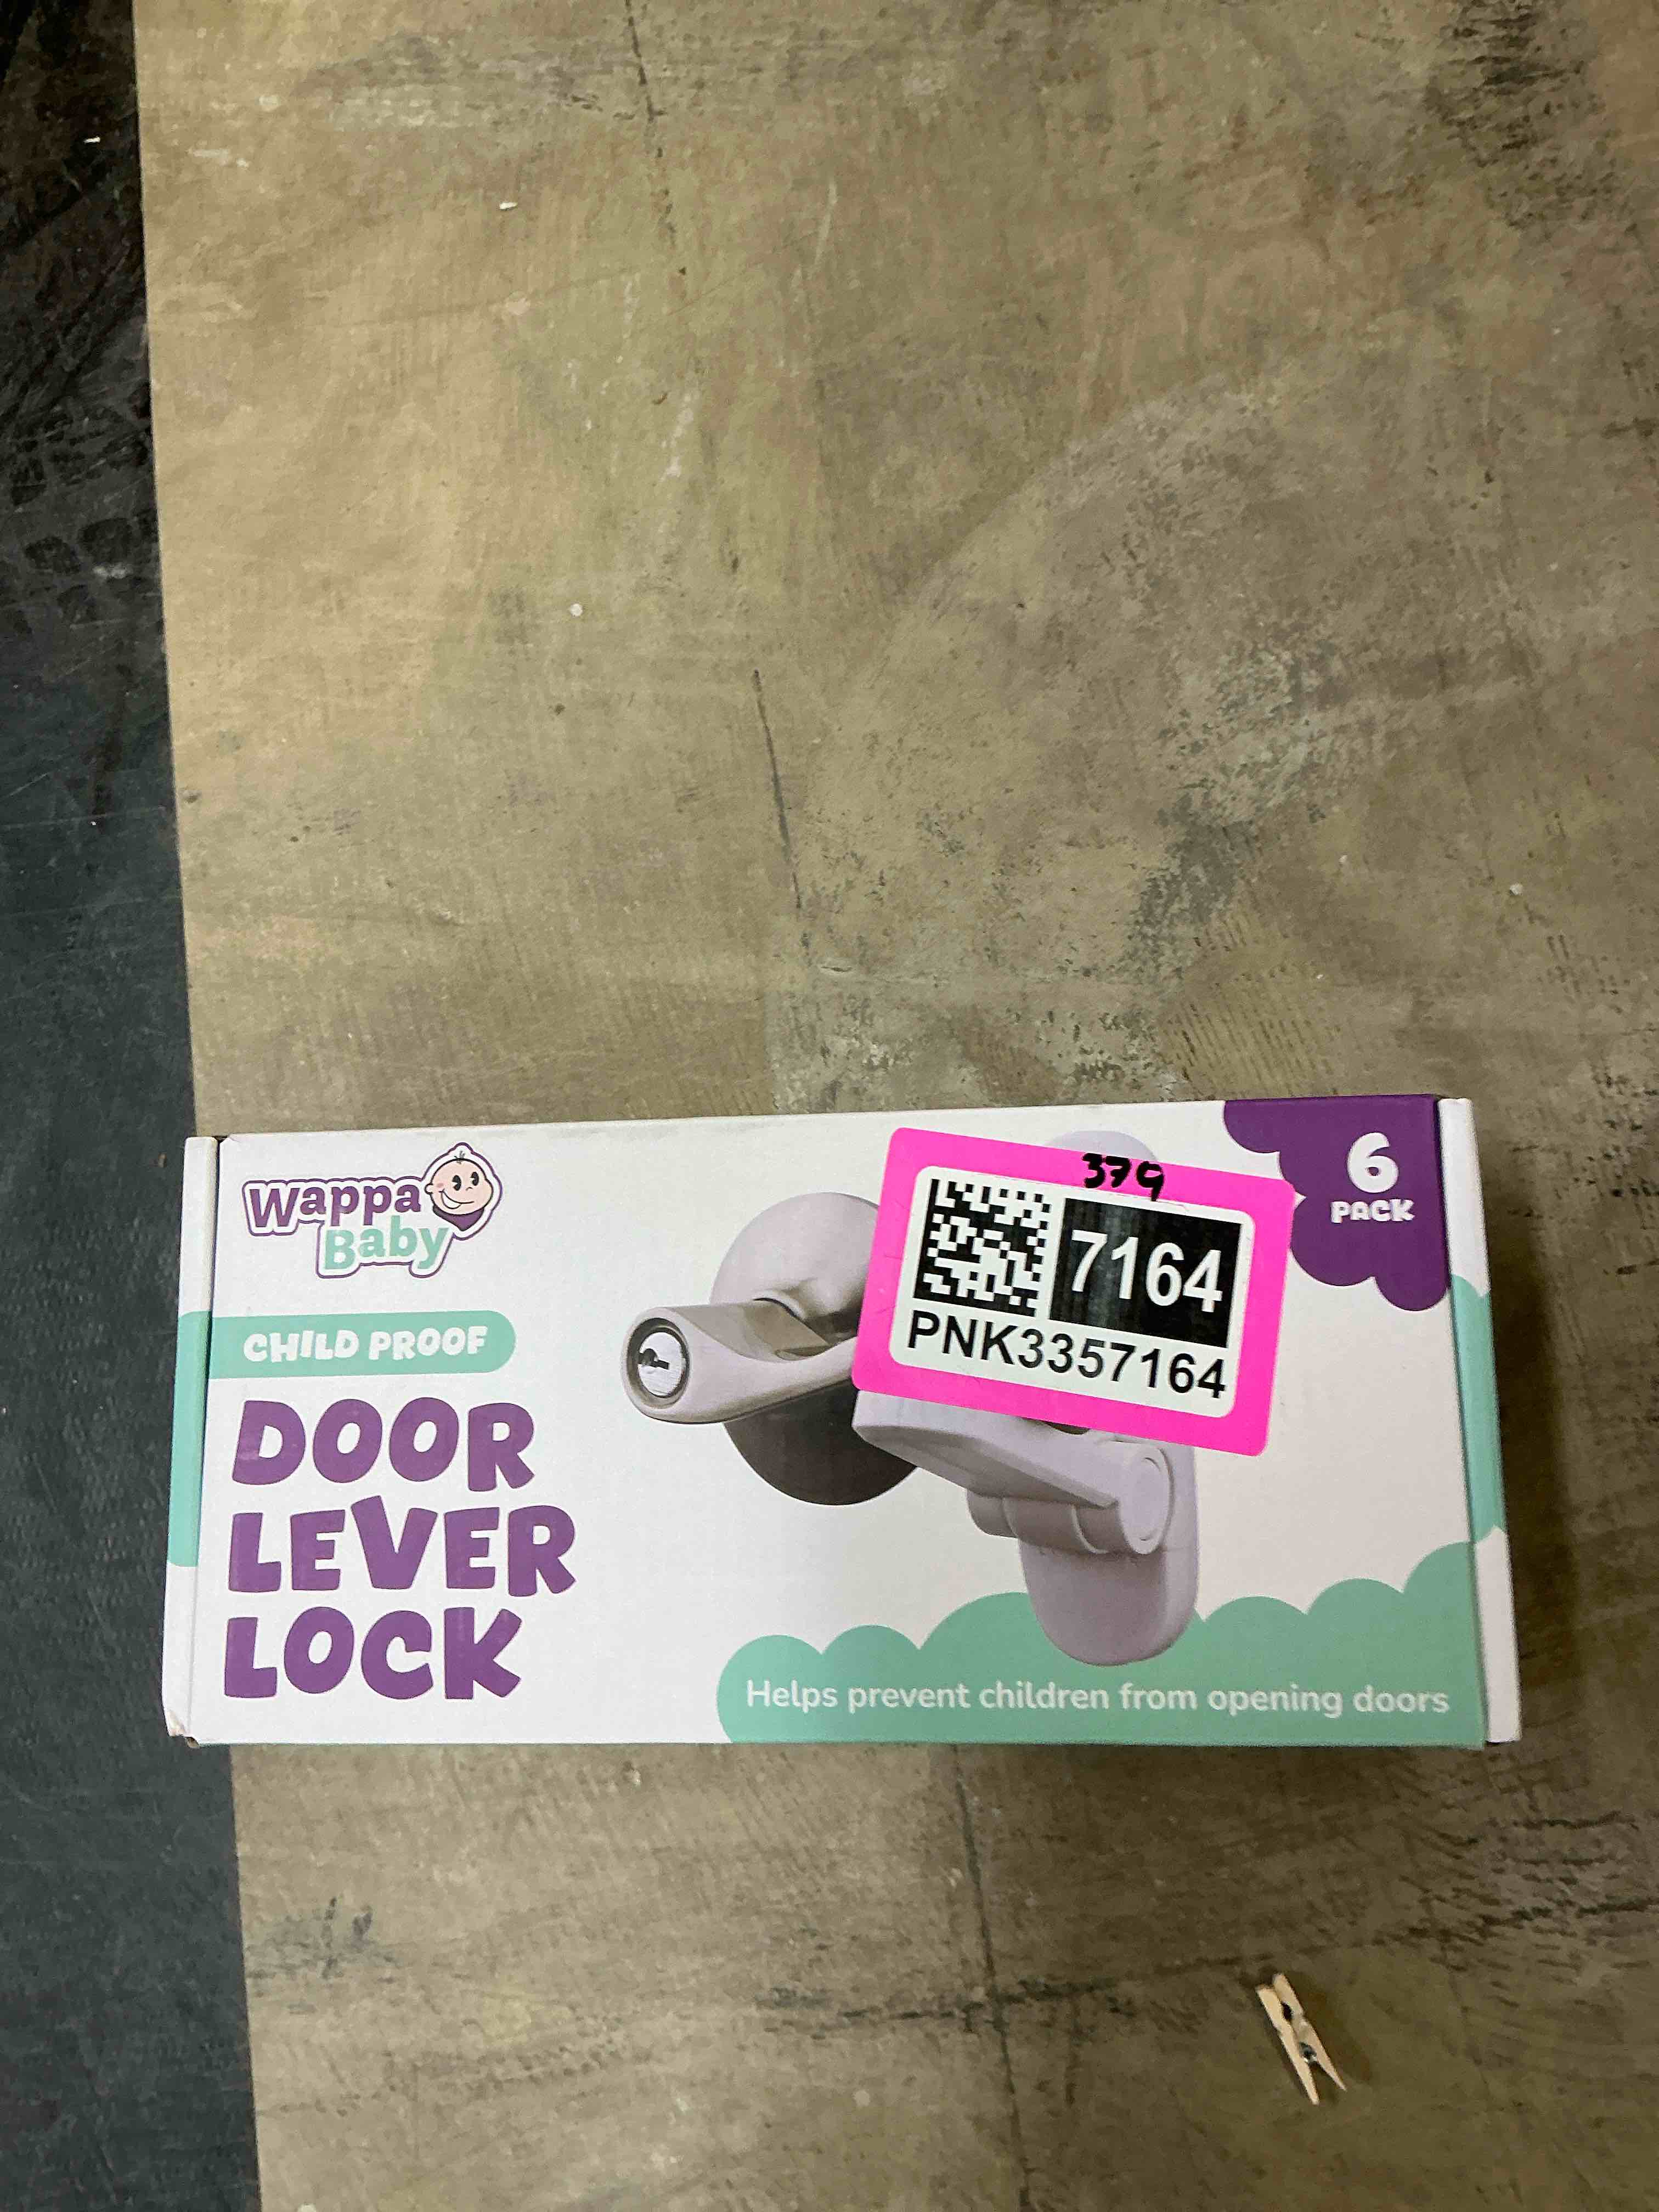 Wappa
Baby
CHILD PROOF
DOOR
LEVER
LOCK
379
7164
PNK3357164
6
PACK
Helps prevent children from opening doors